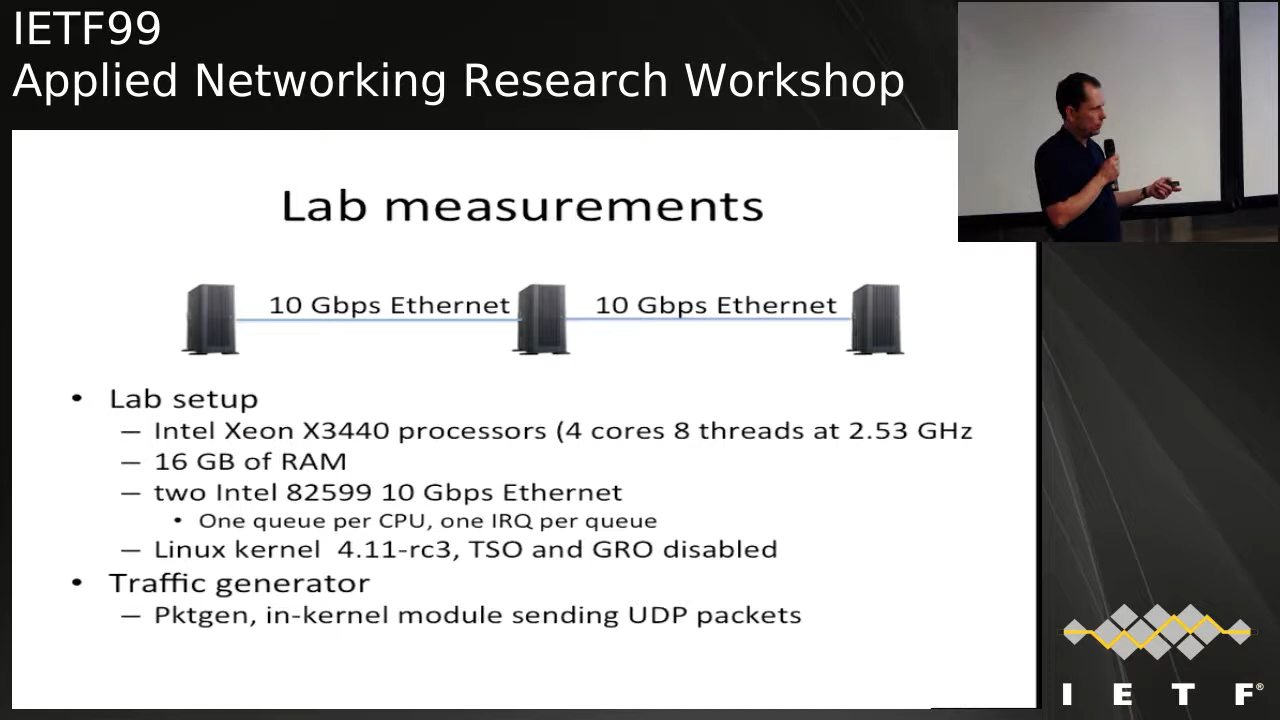 IETF99
Applied Networking Research Workshop
Lab measurements
10 Gbps Ethernet 10 Gbps Ethernet
• Lab setup
– Intel Xeon X3440 processors (4 cores 8 threads at 2.53 GHz
– 16 GB of RAM
– two Intel 82599 10 Gbps Ethernet
• One queue per CPU, one IRQ per queue
– Linux kernel 4.11-rc3, TSO and GRO disabled
• Traffic generator
– Pktgen, in-kernel module sending UDP packets
I E T F®